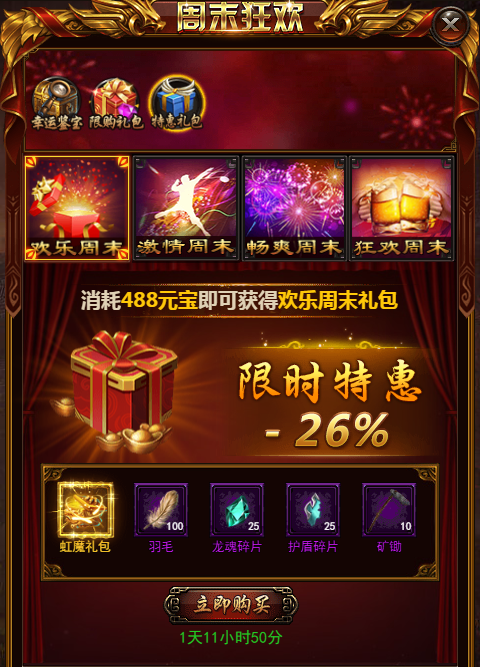 周末狂欢
幸运鉴宝 限购礼包 特惠礼包
欢乐周末 激情周末 畅爽周末 狂欢周末
消耗488元宝即可获得欢乐周末礼包
限时特惠
- 26%
100 25 25 10
虹魔礼包 羽毛 龙魂碎片 护盾碎片 矿锄
立即购买
1天11小时50分